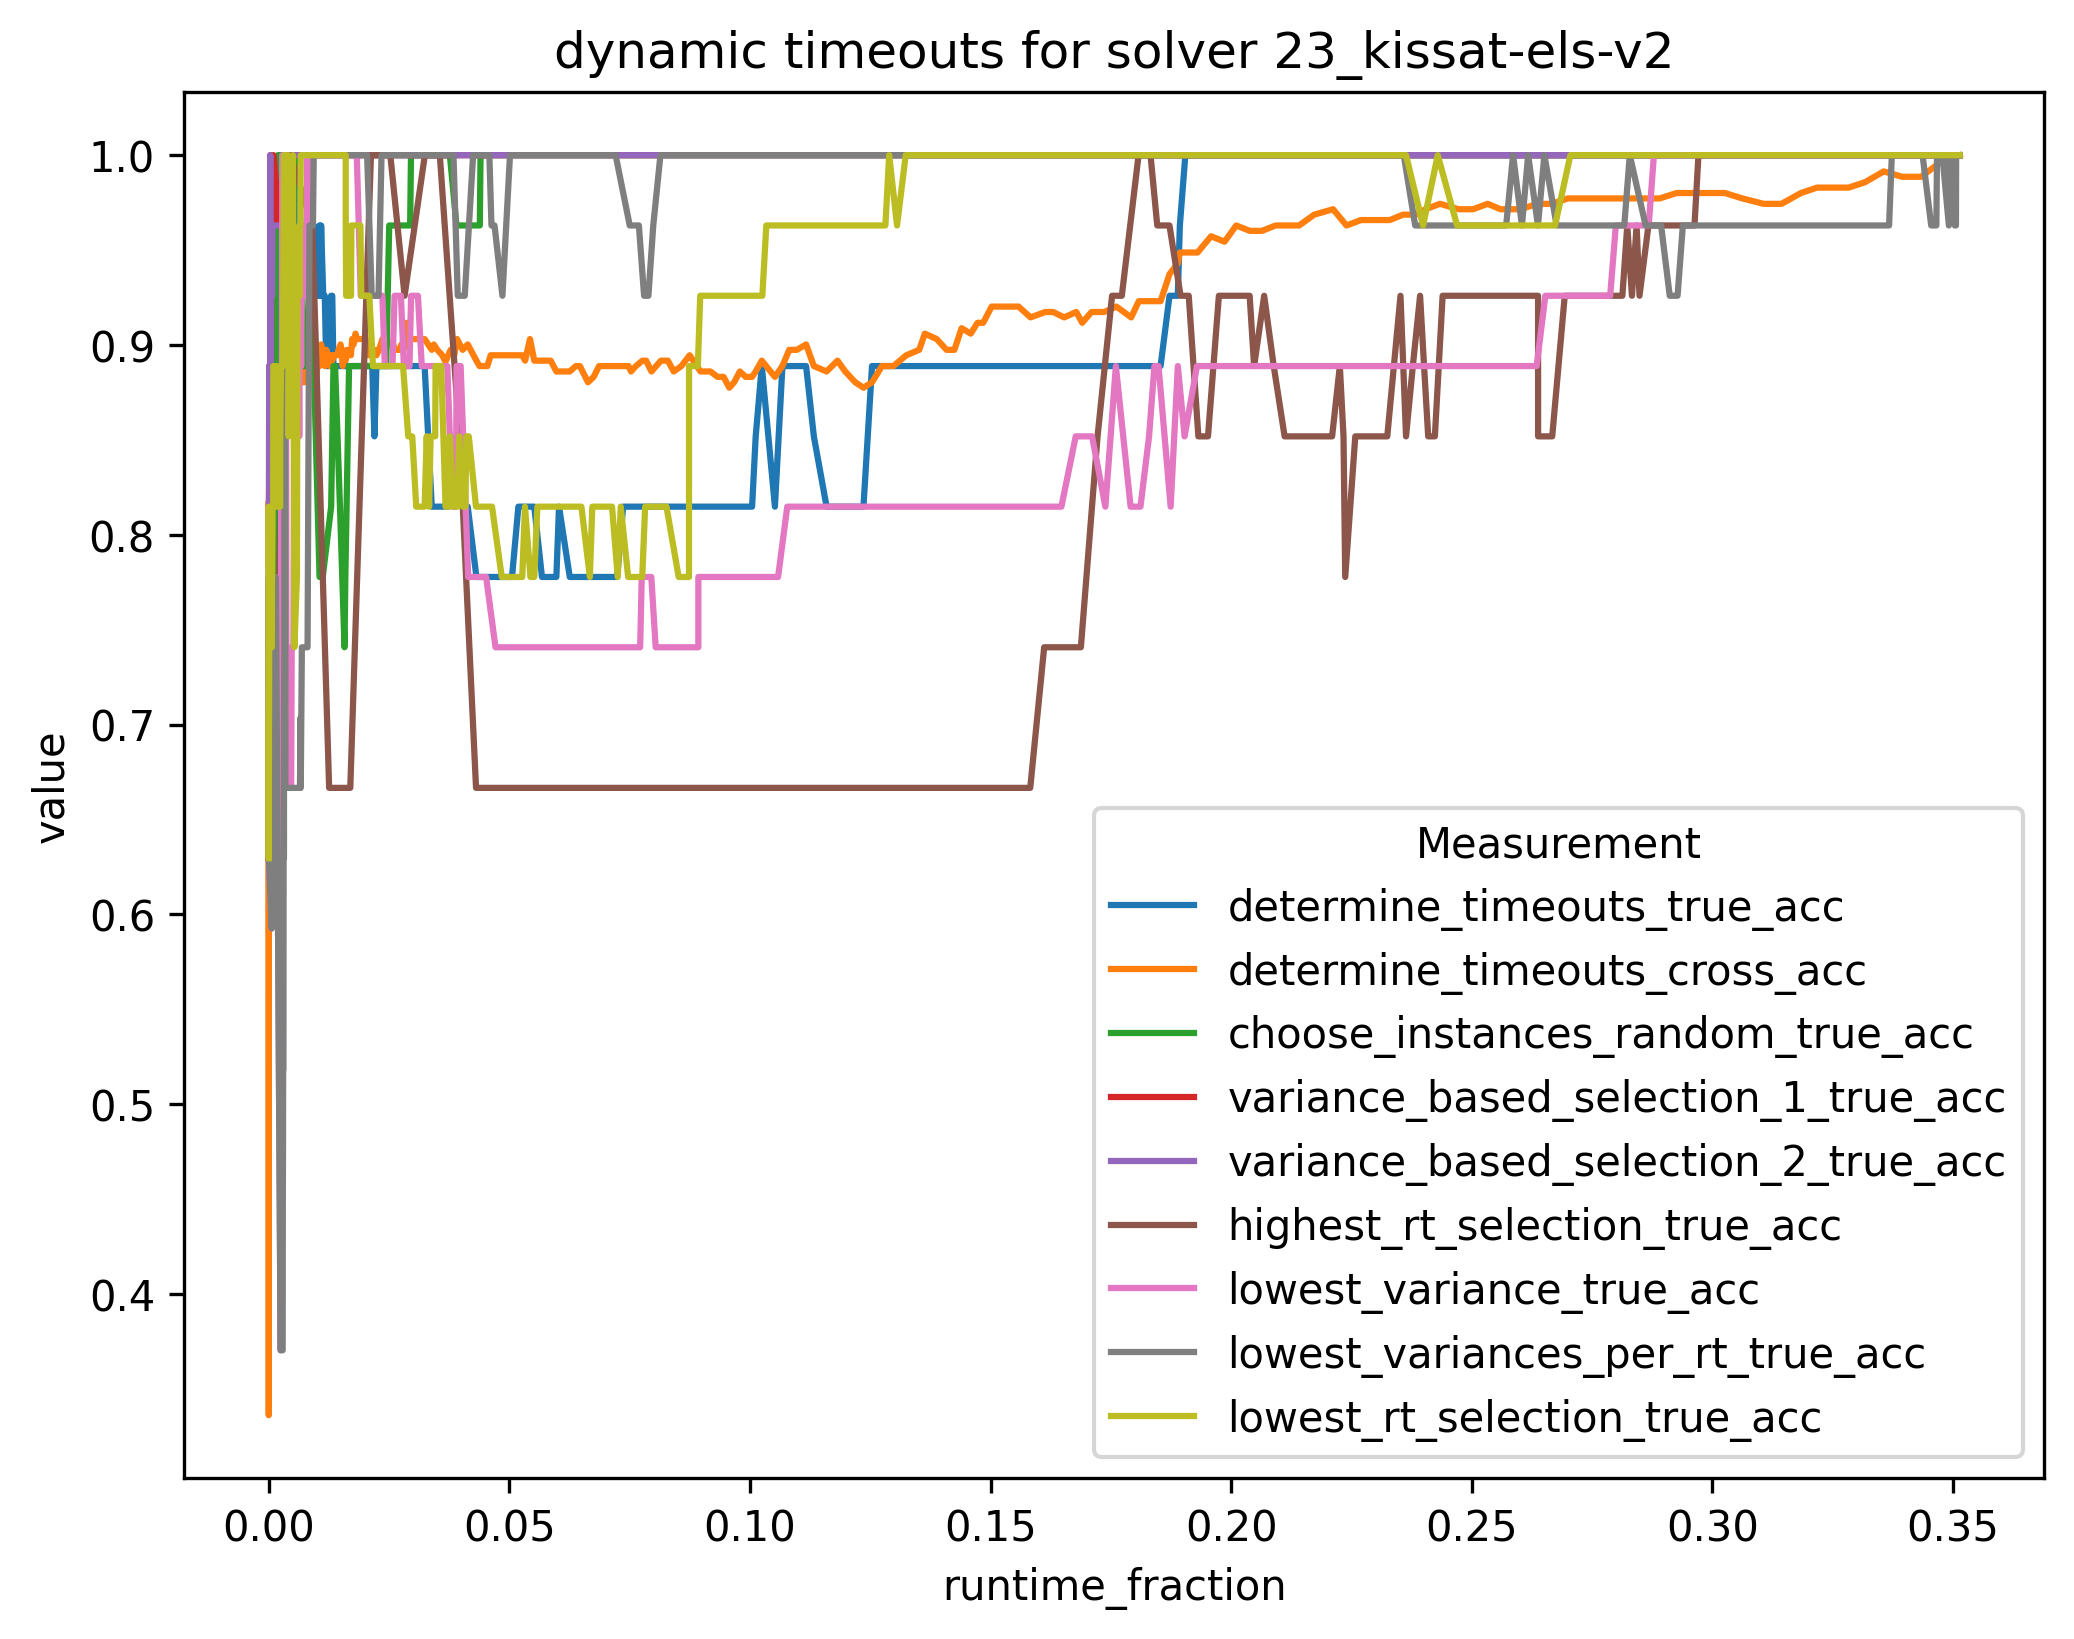 dynamic timeouts for solver 23_kissat-els-v2
value
1.0
0.9
0.8
0.7
0.6
0.5
0.4
Measurement
determine_timeouts_true_acc
determine_timeouts_cross_acc
choose_instances_random_true_acc
variance_based_selection_1_true_acc
variance_based_selection_2_true_acc
highest_rt_selection_true_acc
lowest_variance_true_acc
lowest_variances_per_rt_true_acc
lowest_rt_selection_true_acc
0.00 0.05 0.10 0.15 0.20 0.25 0.30 0.35
runtime_fraction